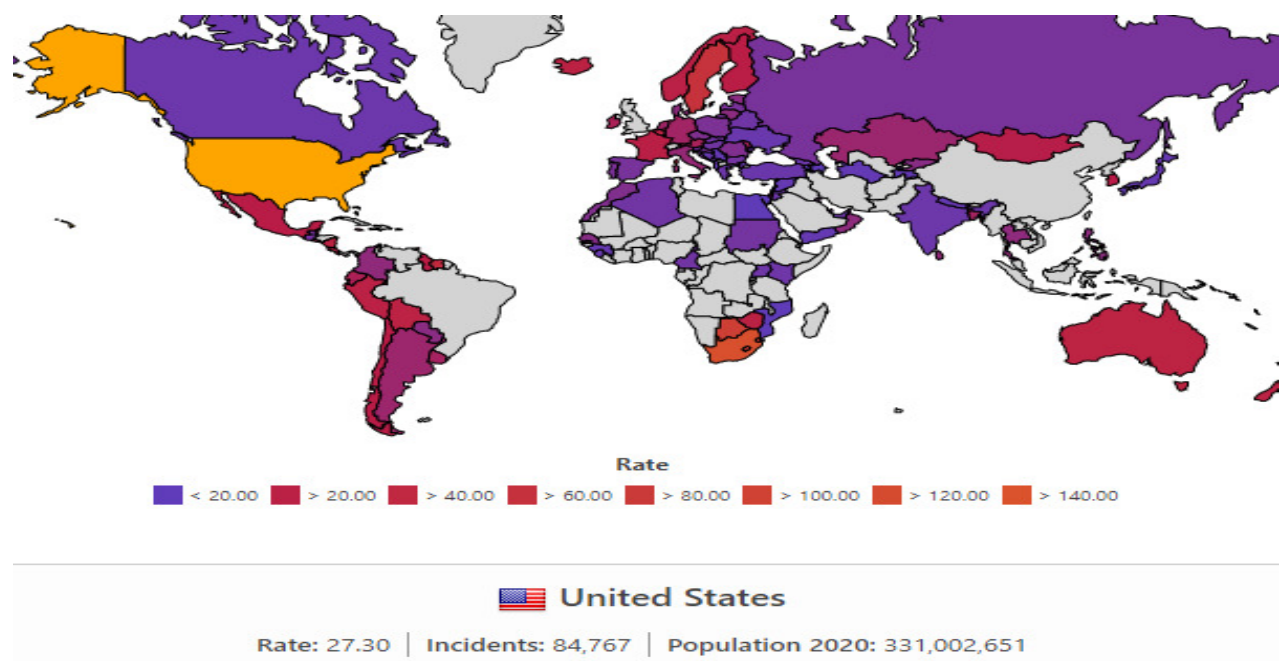 Rate
< 20.00 > 20.00 > 40.00 > 60.00 > 80.00 > 100.00 > 120.00 > 140.00
United States
Rate: 27.30 | Incidents: 84,767 | Population 2020: 331,002,651